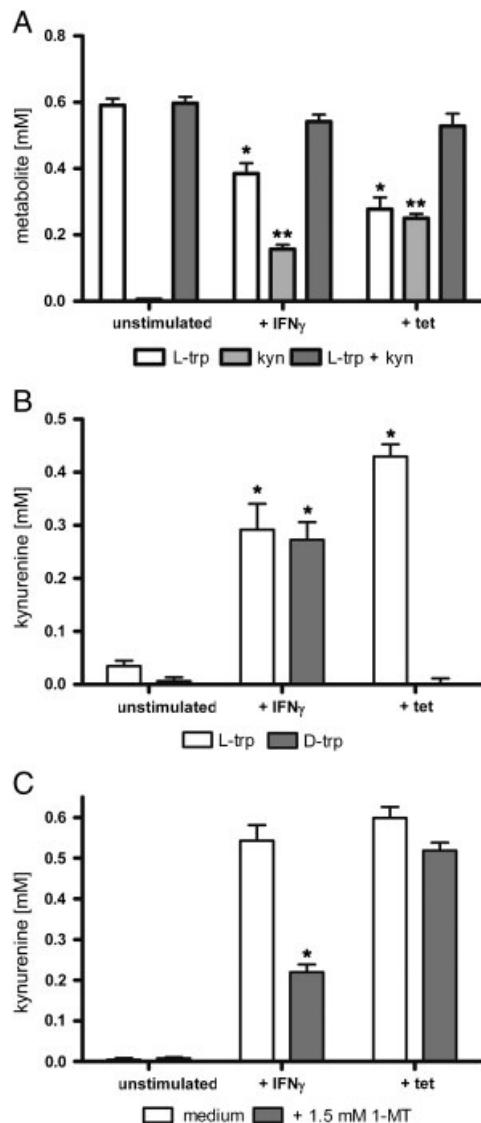 A
metabolite [mM]
0.8
0.6
0.4
0.2
0.0
* ** * **
unstimulated + IFNγ + tet
L-trp kyn L-trp + kyn
B
kynurenine [mM]
0.5
0.4
0.3
0.2
0.1
0.0
* * *
unstimulated + IFNγ + tet
L-trp D-trp
C
kynurenine [mM]
0.6
0.5
0.4
0.3
0.2
0.1
0.0
*
unstimulated + IFNγ + tet
medium + 1.5 mM 1-MT